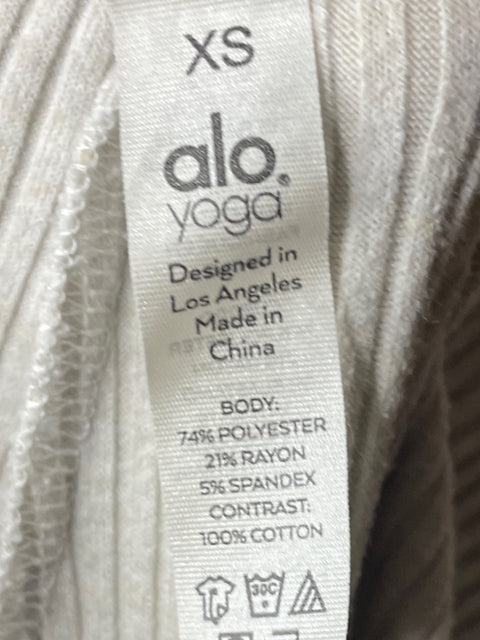 XS
alo®
yoga
Designed in
Los Angeles
Made in
China
BODY:
74% POLYESTER
21% RAYON
5% SPANDEX
CONTRAST:
100% COTTON
30C